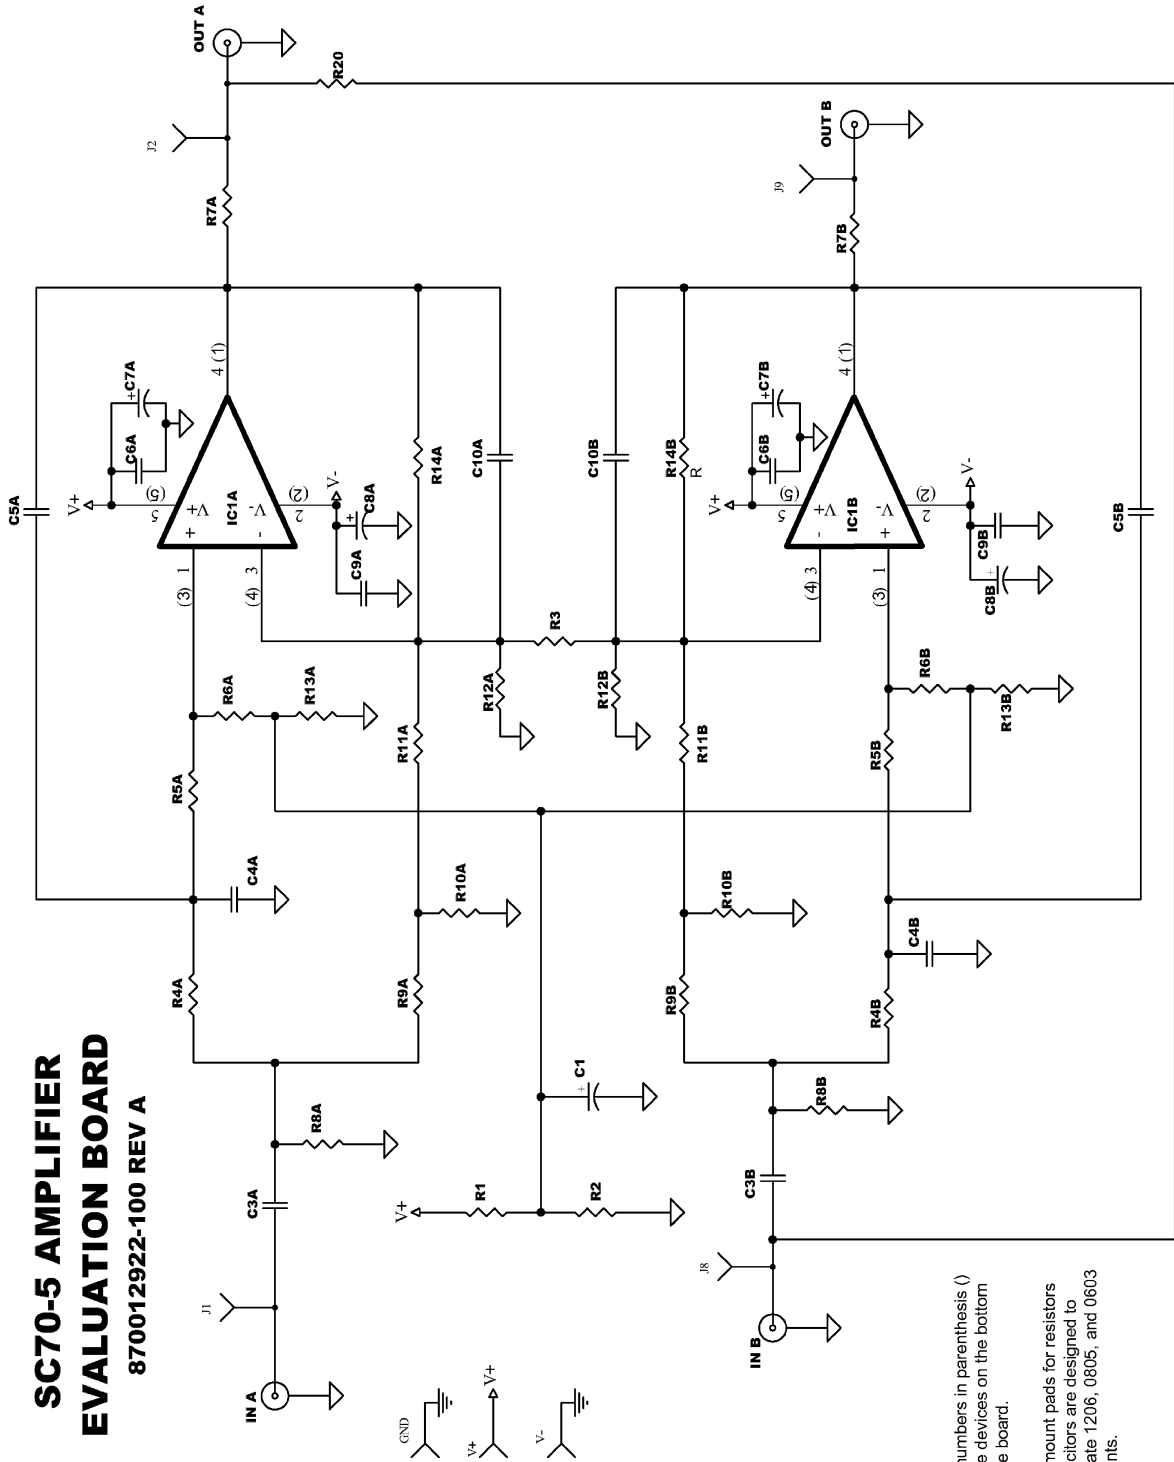 SC70-5 AMPLIFIER
EVALUATION BOARD
870012922-100 REV A
IN A
J1
C3A
R8A
R4A
C4A
R5A
R6A
R13A
C5A
V+
C6A
+
C7A
(5)
5
V+
+
IC1A
-
V-
(3) 1
(4) 3
4 (1)
2
(2)
V-
+
C8A
C9A
R7A
J2
OUT A
R20
R9A
R10A
R11A
R12A
R14A
C10A
R3
GND
V+
V+
V-
V+
R1
R2
+
C1
R9B
R10B
R11B
R12B
C10B
R14B
R
V+
C6B
+
C7B
(5)
5
V+
-
IC1B
+
V-
(4) 3
(3) 1
4 (1)
2
(2)
V-
C9B
+
C8B
R7B
J9
OUT B
IN B
J8
C3B
R8B
R4B
C4B
R5B
R6B
R13B
C5B
numbers in parenthesis ()
devices on the bottom
board.
mount pads for resistors
are designed to
1206, 0805, and 0603